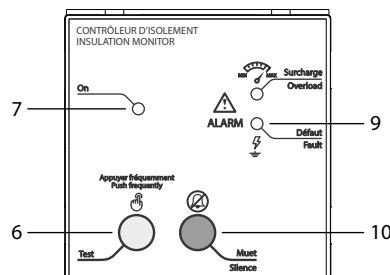 CONTRÔLEUR D'ISOLEMENT
INSULATION MONITOR
MIN MAX
Surcharge
Overload
On
7
ALARM
9
Défaut
Fault
Appuyer fréquemment
Push frequently
6
10
Test
Muet
Silence